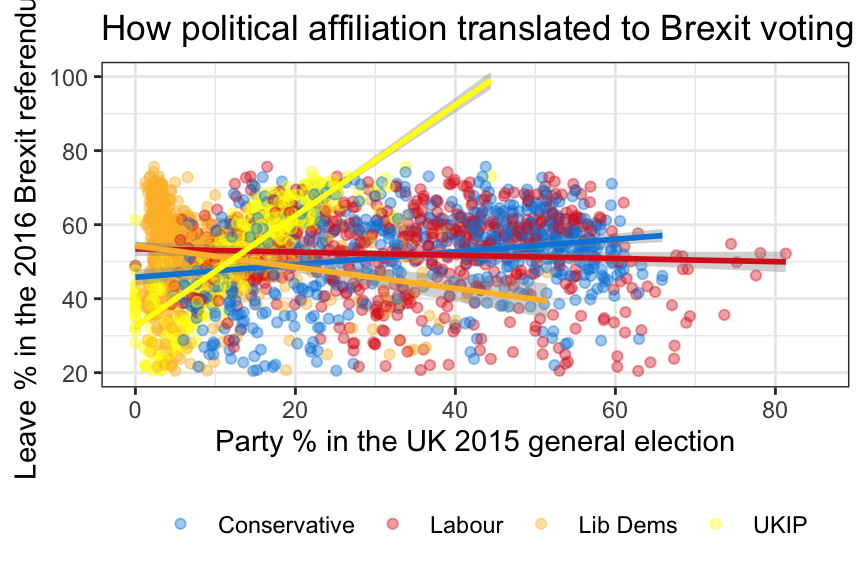 How political affiliation translated to Brexit voting
Leave % in the 2016 Brexit
100
80
60
40
20
0
20
40
60
80
Party % in the UK 2015 general election
Conservative
Labour
Lib Dems
UKIP